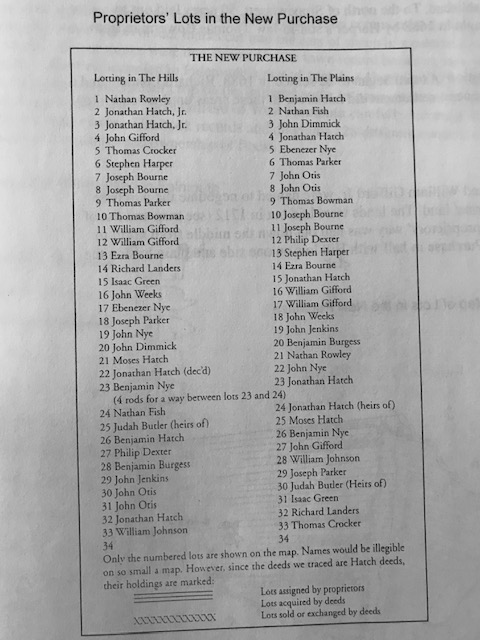 Proprietors' Lots in the New Purchase
THE NEW PURCHASE
Lotting in The Hills
1 Nathan Rowley
2 Jonathan Hatch, Jr.
3 Jonathan Hatch, Jr.
4 John Gifford
5 Thomas Crocker
6 Stephen Harper
7 Joseph Bourne
8 Joseph Bourne
9 Thomas Parker
10 Thomas Bowman
11 William Gifford
12 William Gifford
13 Ezra Bourne
14 Richard Landers
15 Isaac Green
16 John Weeks
17 Ebenezer Nye
18 Joseph Parker
19 John Nye
20 John Dimmick
21 Moses Hatch
22 Jonathan Hatch (dec'd)
23 Benjamin Nye
(4 rods for a way between lots 23 and 24)
24 Nathan Fish
25 Judah Butler (heirs of)
26 Benjamin Hatch
27 Philip Dexter
28 Benjamin Burgess
29 John Jenkins
30 John Otis
31 John Otis
32 Jonathan Hatch
33 William Johnson
34
Lotting in The Plains
1 Benjamin Hatch
2 Nathan Fish
3 John Dimmick
4 Jonathan Hatch
5 Ebenezer Nye
6 Thomas Parker
7 John Otis
8 John Otis
9 Thomas Bowman
10 Joseph Bourne
11 Joseph Bourne
12 Philip Dexter
13 Stephen Harper
14 Ezra Bourne
15 Jonathan Hatch
16 William Gifford
17 William Gifford
18 John Weeks
19 John Jenkins
20 Benjamin Burgess
21 Nathan Rowley
22 John Nye
23 Jonathan Hatch
24 Jonathan Hatch (heirs of)
25 Moses Hatch
26 Benjamin Nye
27 John Gifford
28 William Johnson
29 Joseph Parker
30 Judah Butler (Heirs of)
31 Isaac Green
32 Richard Landers
33 Thomas Crocker
34
Only the numbered lots are shown on the map. Names would be illegible
on so small a map. However, since the deeds we traced are Hatch deeds,
their holdings are marked:
Lots assigned by proprietors
Lots acquired by deeds
XXXXXXXXXXXX Lots sold or exchanged by deeds